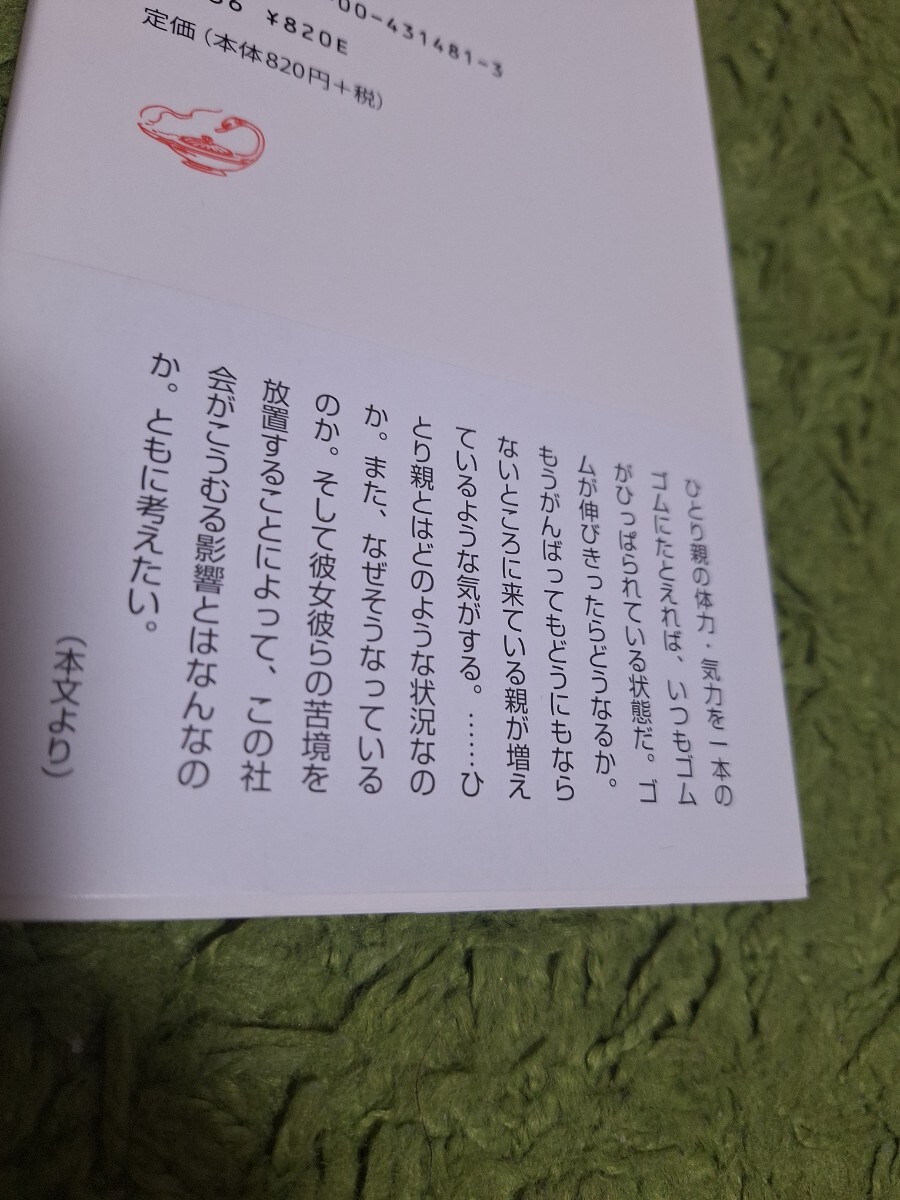 00-431481-3
¥820E
定価(本体820円+税)
ひとり親の体力・気力を一本の
ゴムにたとえれば、いつもゴム
がひっぱられている状態だ。ゴ
ムが伸びきったらどうなるか。
もうがんばってもどうにもなら
ないところに来ている親が増え
ているような気がする。……ひ
とり親とはどのような状況なの
か。また、なぜそうなっている
のか。そして彼女彼らの苦境を
放置することによって、この社
会がこうむる影響とはなんなの
か。ともに考えたい。
(本文より)